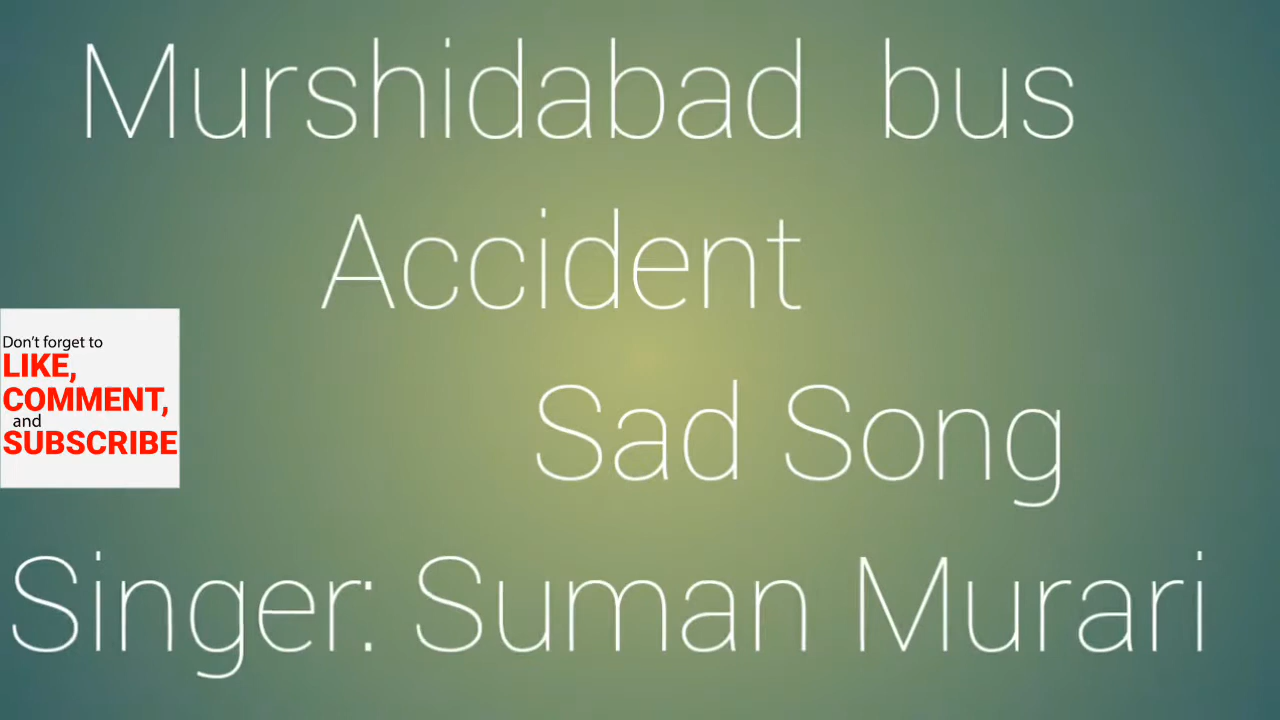 Murshidabad bus
Accident
Don't forget to
LIKE,
COMMENT,
and
SUBSCRIBE
Sad Song
Singer: Suman Murari